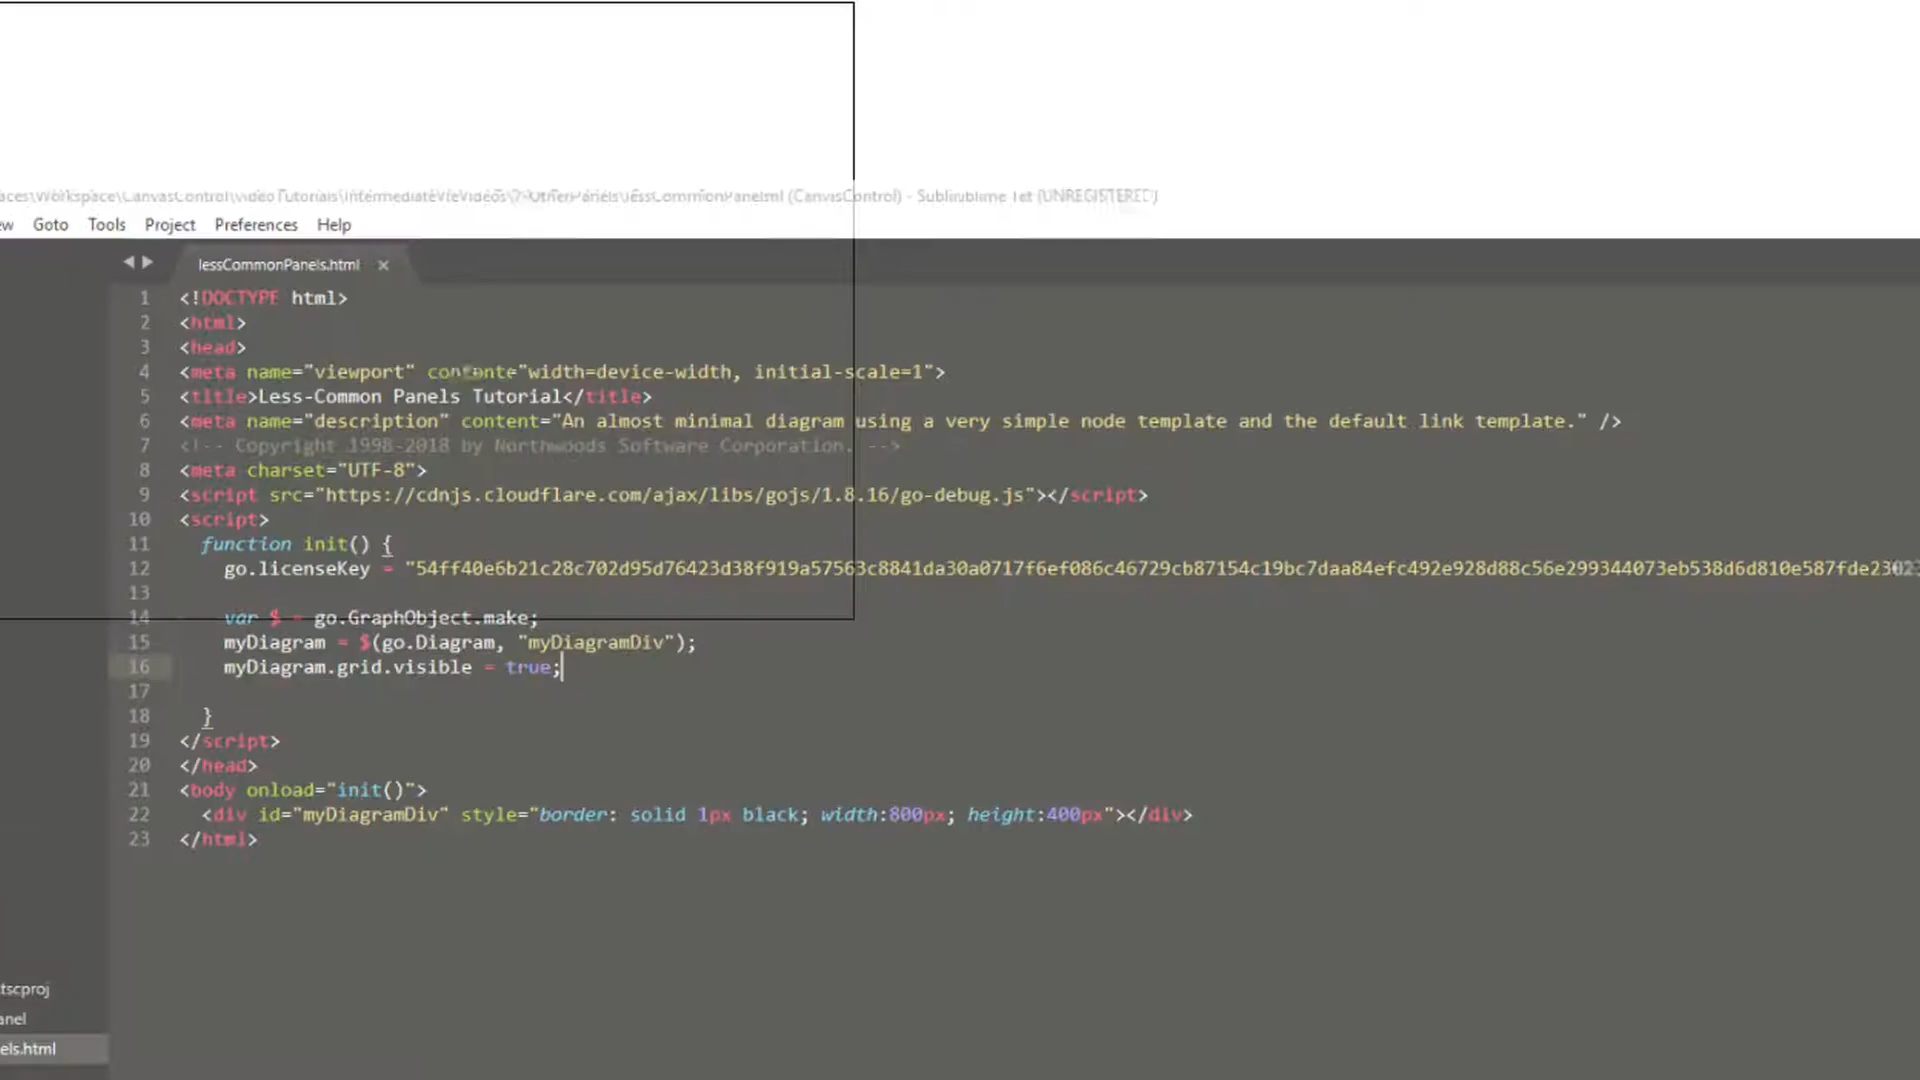 Goto Tools Project Preferences Help
lessCommonPanels.html ×
1 <!DOCTYPE html>
2 <html>
3 <head>
4 <meta name="viewport" content="width=device-width, initial-scale=1">
5 <title>Less-Common Panels Tutorial</title>
6 <meta name="description" content="An almost minimal diagram using a very simple node template and the default link template." />
7 <!-- Copyright 1998-2018 by Northwoods Software Corporation. -->
8 <meta charset="UTF-8">
9 <script src="https://cdnjs.cloudflare.com/ajax/libs/gojs/1.8.16/go-debug.js"></script>
10 <script>
11 function init() {
12 go.licenseKey = "54ff40e6b21c28c702d95d76423d38f919a57563c8841da30a0717f6ef086c46729cb87154c19bc7daa84efc492e928d88c56e299344073eb538d6d810e587fde2302
13
14 var $ = go.GraphObject.make;
15 myDiagram = $(go.Diagram, "myDiagramDiv");
16 myDiagram.grid.visible = true;
17
18 }
19 </script>
20 </head>
21 <body onload="init()">
22 <div id="myDiagramDiv" style="border: solid 1px black; width:800px; height:400px"></div>
23 </html>
tscproj
anel
els.html